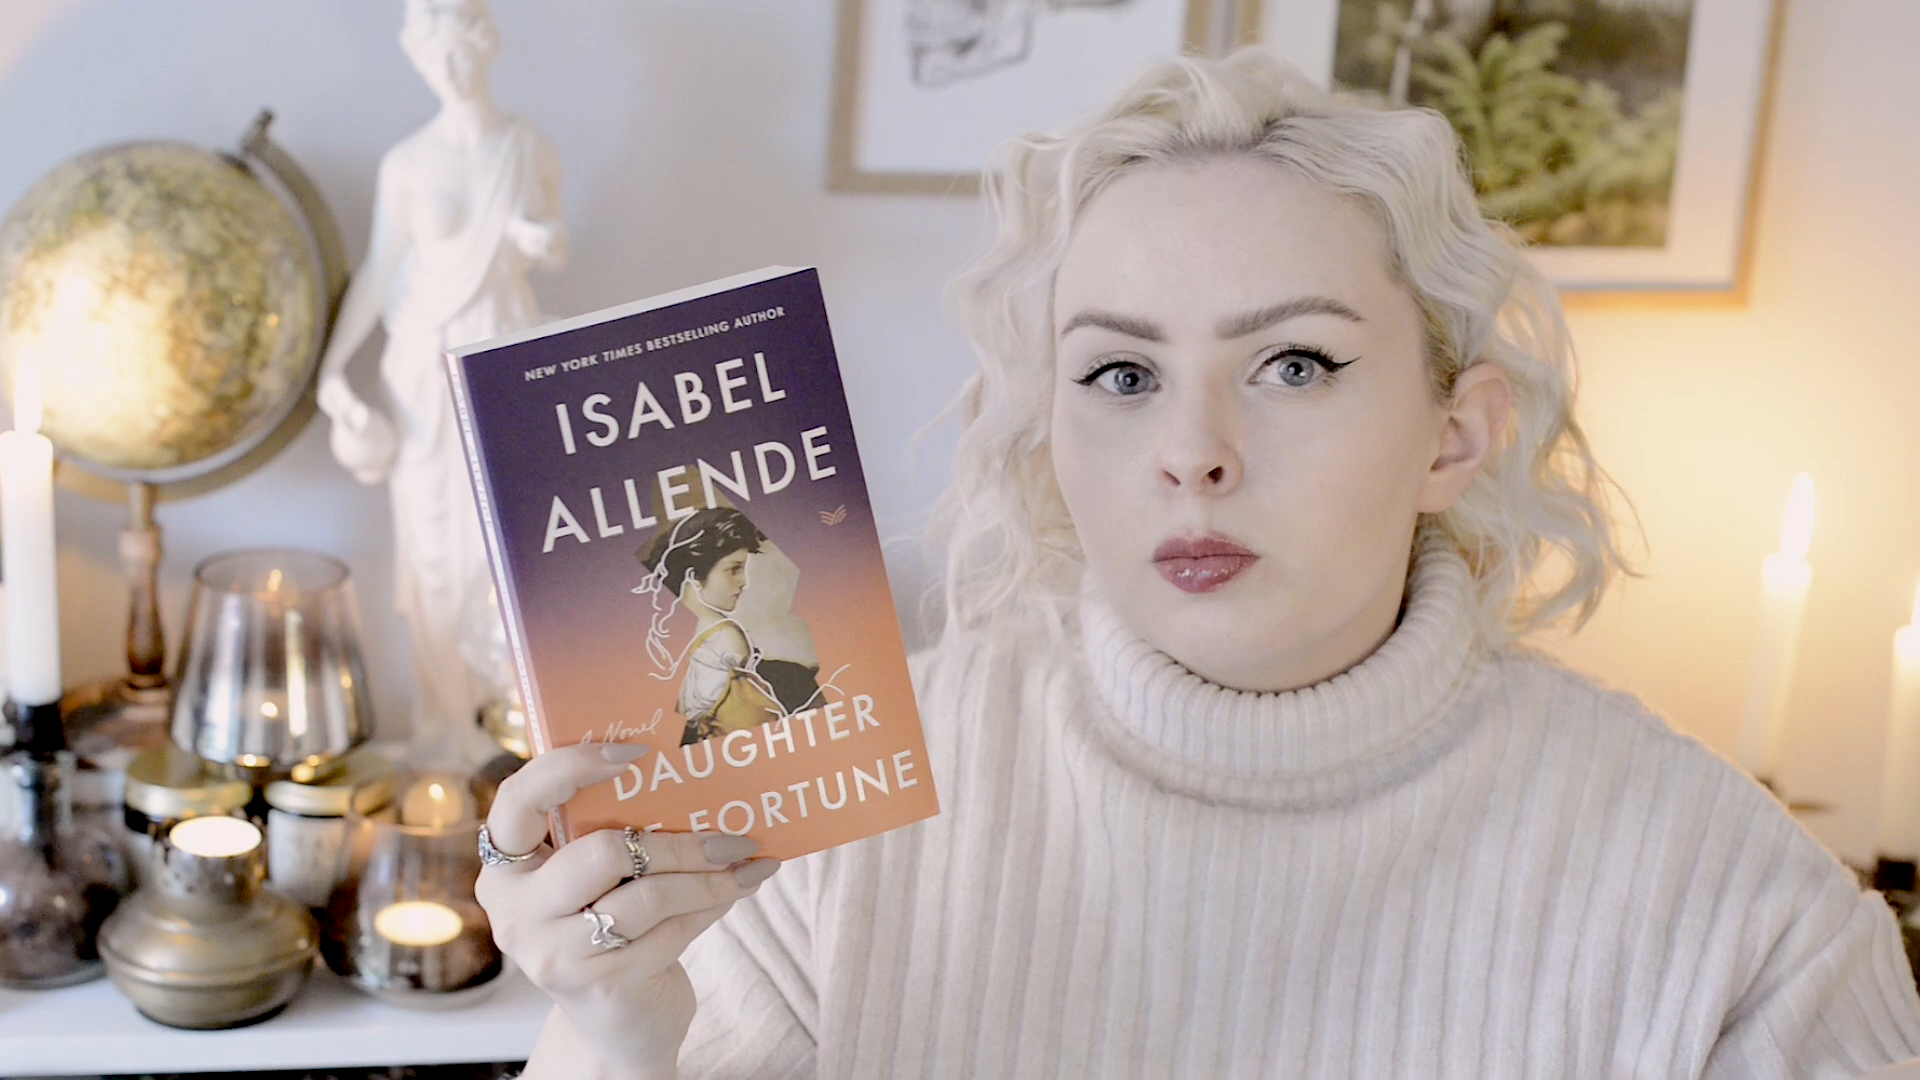 NEW YORK TIMES BESTSELLING AUTHOR
ISABEL
ALLENDE
a Novel
DAUGHTER
FORTUNE